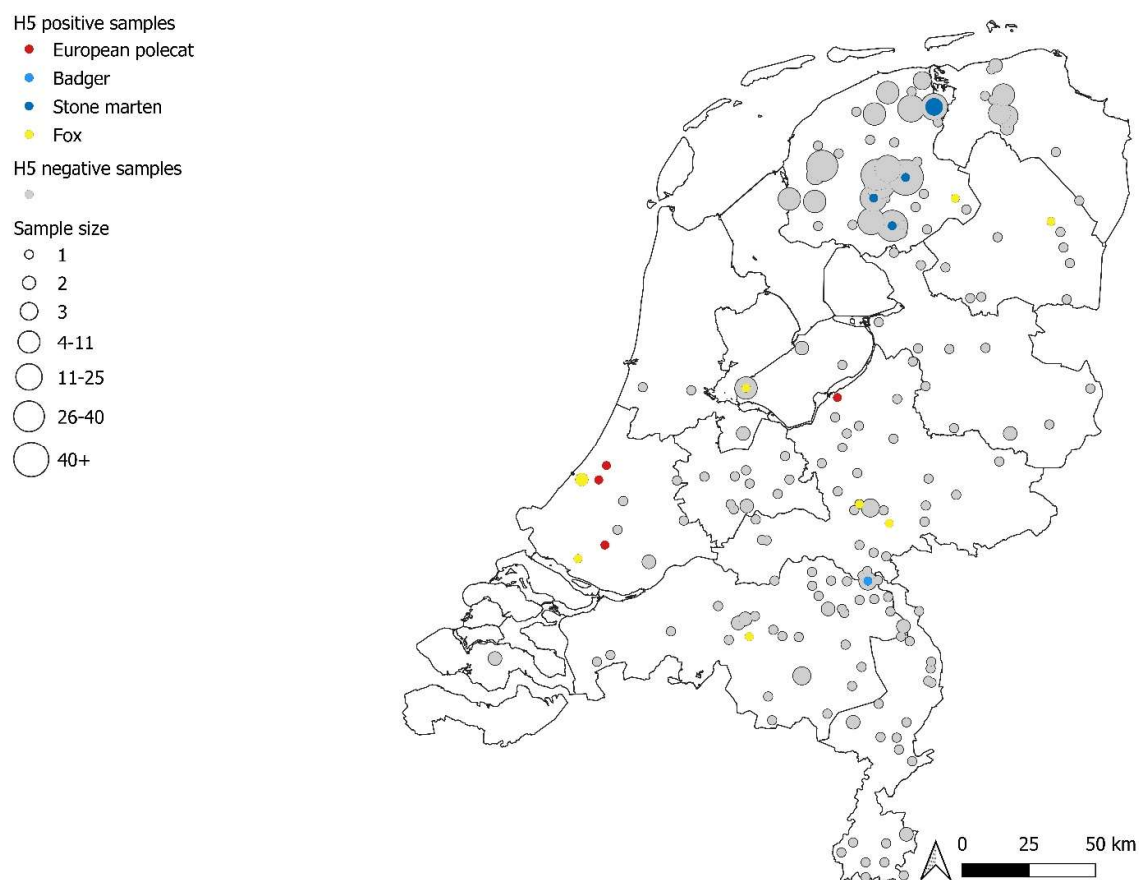 H5 positive samples
European polecat
Badger
Stone marten
Fox
H5 negative samples
Sample size
1
2
3
4-11
11-25
26-40
40+
0 25 50 km